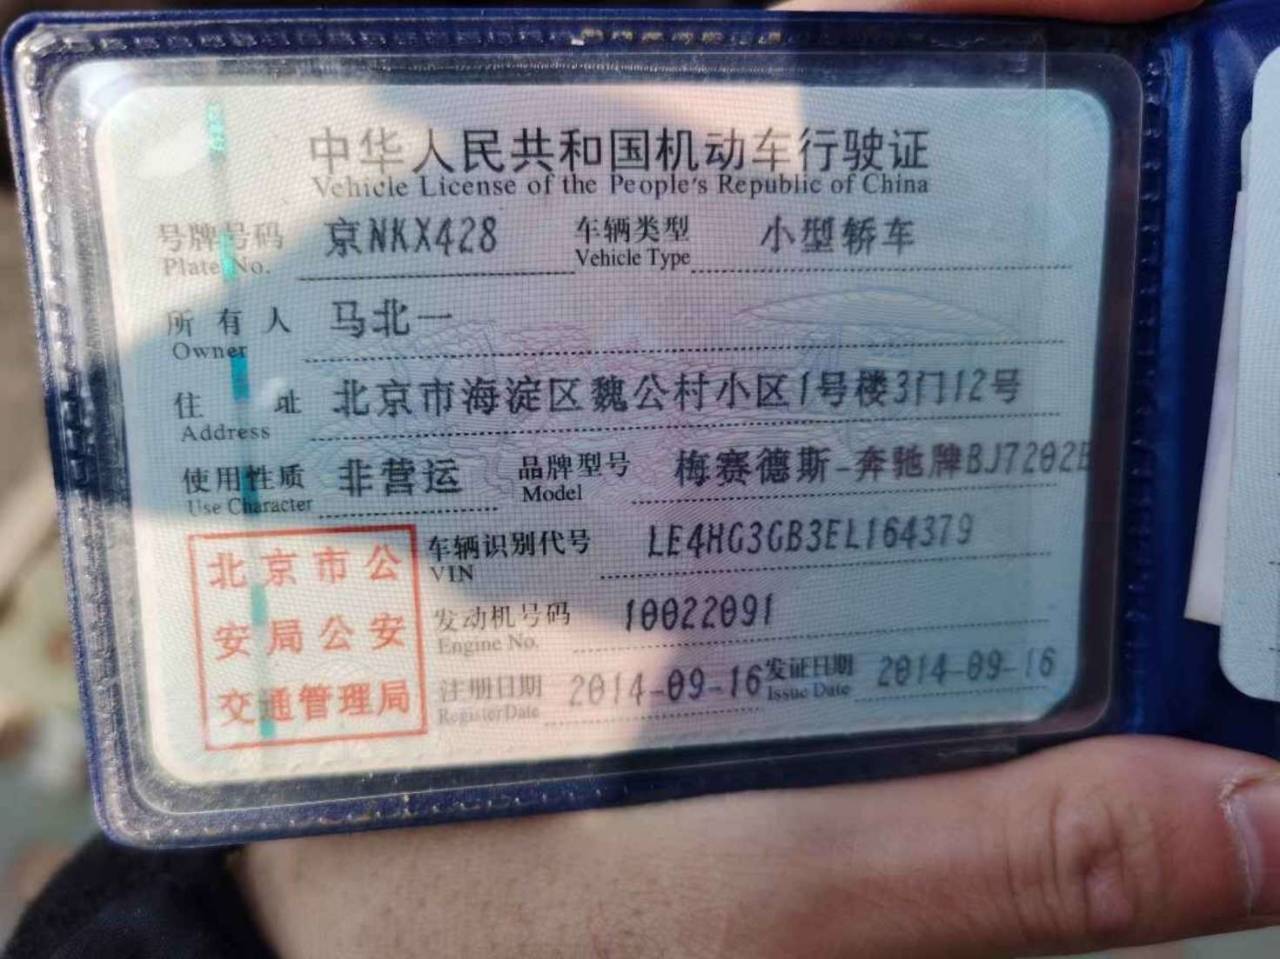 中华人民共和国机动车行驶证
Vehicle License of the People's Republic of China
号牌号码 京NKX428 车辆类型 小型轿车
Plate No. Vehicle Type
所有人 马北一
Owner
住址 北京市海淀区魏公村小区1号楼3门12号
Address
使用性质 非营运 品牌型号 梅赛德斯-奔驰牌BJ7202E
Use Character Model
车辆识别代号 LE4HG3GB3EL164379
VIN
发动机号码 10022091
Engine No.
注册日期 2014-09-16 发证日期 2014-09-16
Register Date Issue Date
北京市公
安局公安
交通管理局